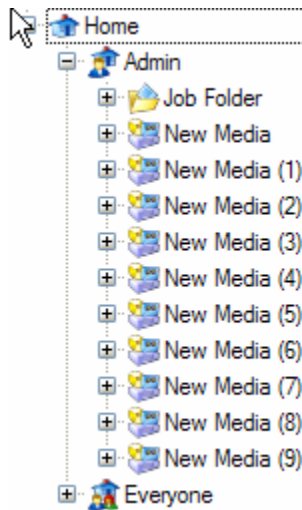 Home
Admin
Job Folder
New Media
New Media (1)
New Media (2)
New Media (3)
New Media (4)
New Media (5)
New Media (6)
New Media (7)
New Media (8)
New Media (9)
Everyone